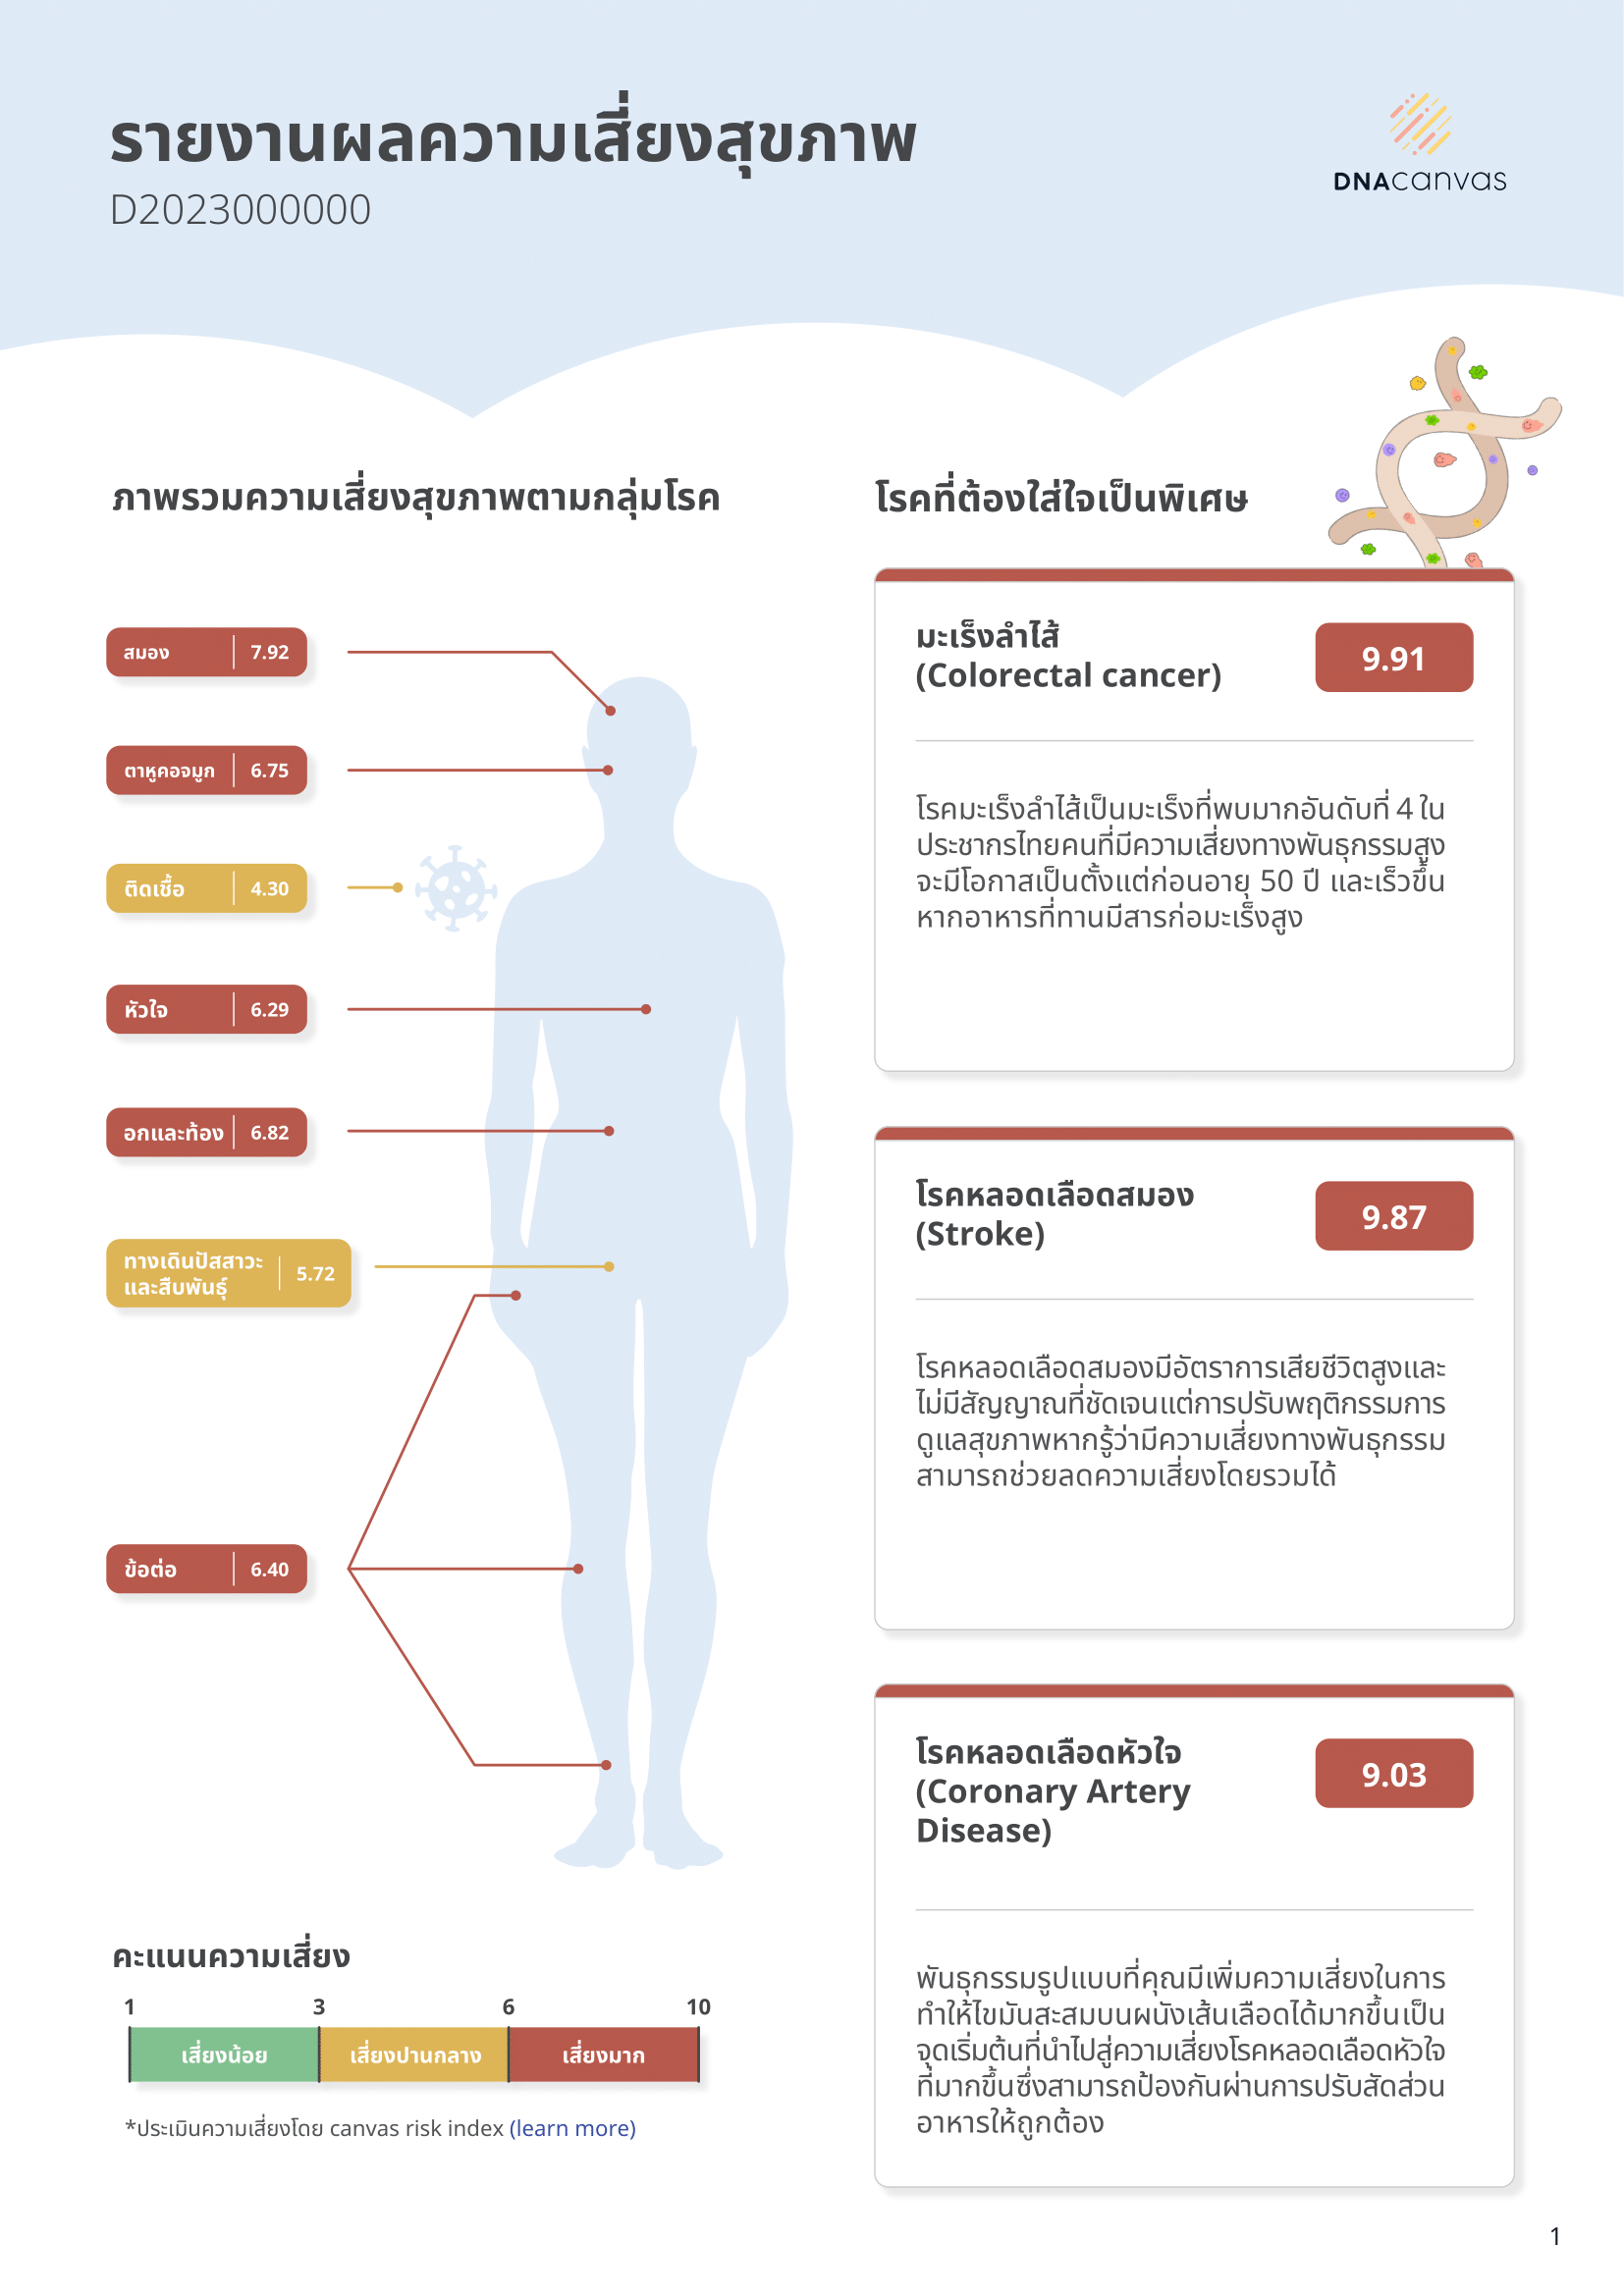 รายงานผลความเสี่ยงสุขภาพ
D2023000000
DNAcanvas
ภาพรวมความเสี่ยงสุขภาพตามกลุ่มโรค
สมอง 7.92
ตาหูคอจมูก 6.75
ติดเชื้อ 4.30
หัวใจ 6.29
อกและท้อง 6.82
ทางเดินปัสสาวะ
และสืบพันธุ์ 5.72
ข้อต่อ 6.40
คะแนนความเสี่ยง
1 3 6 10
เสี่ยงน้อย เสี่ยงปานกลาง เสี่ยงมาก
*ประเมินความเสี่ยงโดย canvas risk index (learn more)
โรคที่ต้องใส่ใจเป็นพิเศษ
มะเร็งลำไส้
(Colorectal cancer)
9.91
โรคมะเร็งลำไส้เป็นมะเร็งที่พบมากอันดับที่ 4 ใน
ประชากรไทยคนที่มีความเสี่ยงทางพันธุกรรมสูง
จะมีโอกาสเป็นตั้งแต่ก่อนอายุ 50 ปี และเร็วขึ้น
หากอาหารที่ทานมีสารก่อมะเร็งสูง
โรคหลอดเลือดสมอง
(Stroke)
9.87
โรคหลอดเลือดสมองมีอัตราการเสียชีวิตสูงและ
ไม่มีสัญญาณที่ชัดเจนแต่การปรับพฤติกรรมการ
ดูแลสุขภาพหากรู้ว่ามีความเสี่ยงทางพันธุกรรม
สามารถช่วยลดความเสี่ยงโดยรวมได้
โรคหลอดเลือดหัวใจ
(Coronary Artery
Disease)
9.03
พันธุกรรมรูปแบบที่คุณมีเพิ่มความเสี่ยงในการ
ทำให้ไขมันสะสมบนผนังเส้นเลือดได้มากขึ้นเป็น
จุดเริ่มต้นที่นำไปสู่ความเสี่ยงโรคหลอดเลือดหัวใจ
ที่มากขึ้นซึ่งสามารถป้องกันผ่านการปรับสัดส่วน
อาหารให้ถูกต้อง
1